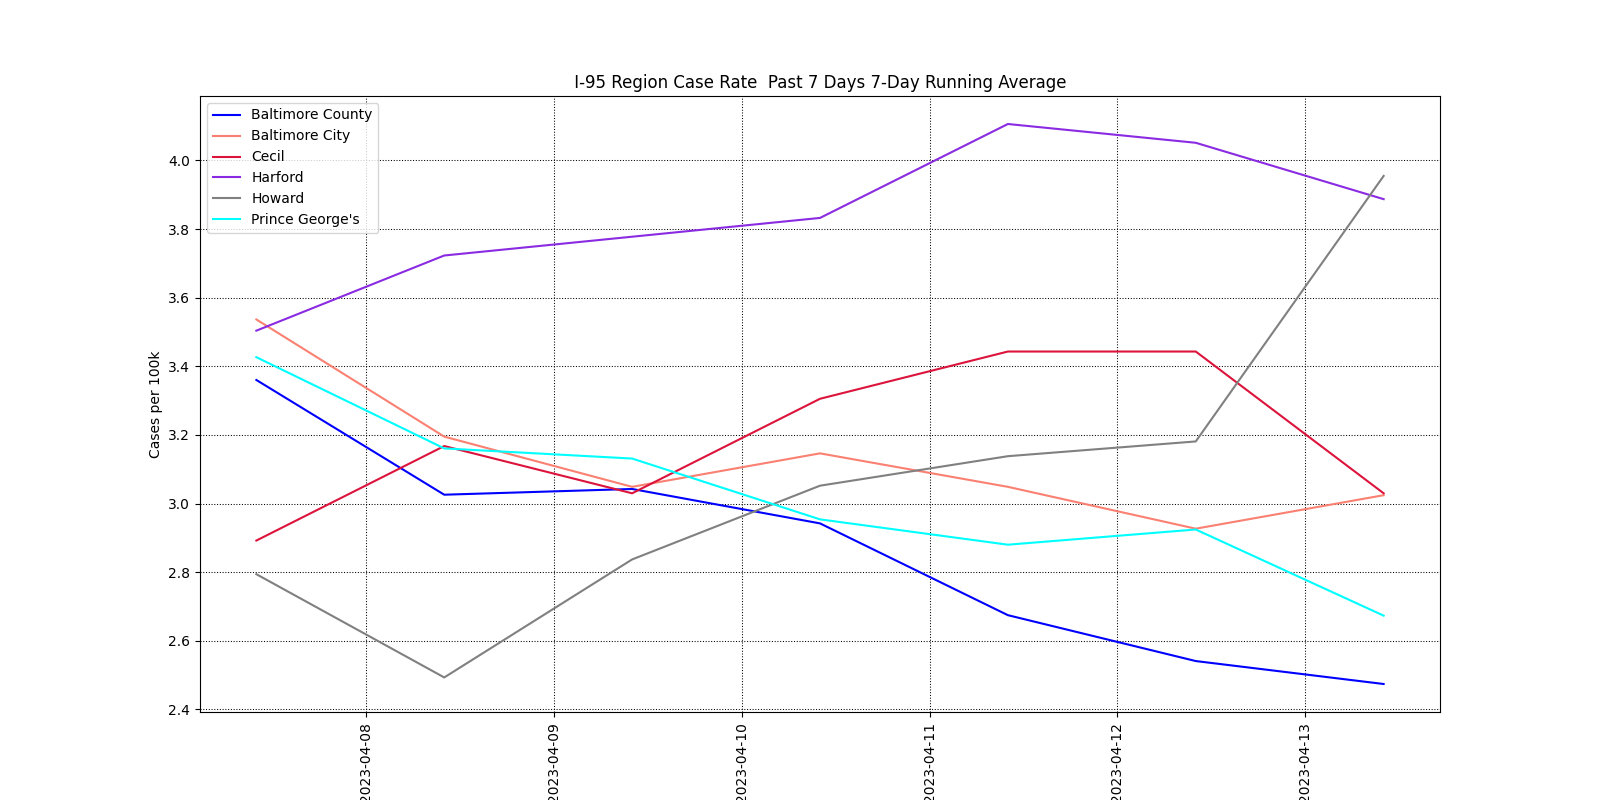 I-95 Region Case Rate  Past 7 Days 7-Day Running Average
Baltimore County
Baltimore City
Cecil
Harford
Howard
Prince George's
Cases per 100k
4.0
3.8
3.6
3.4
3.2
3.0
2.8
2.6
2.4
2023-04-08
2023-04-09
2023-04-10
2023-04-11
2023-04-12
2023-04-13